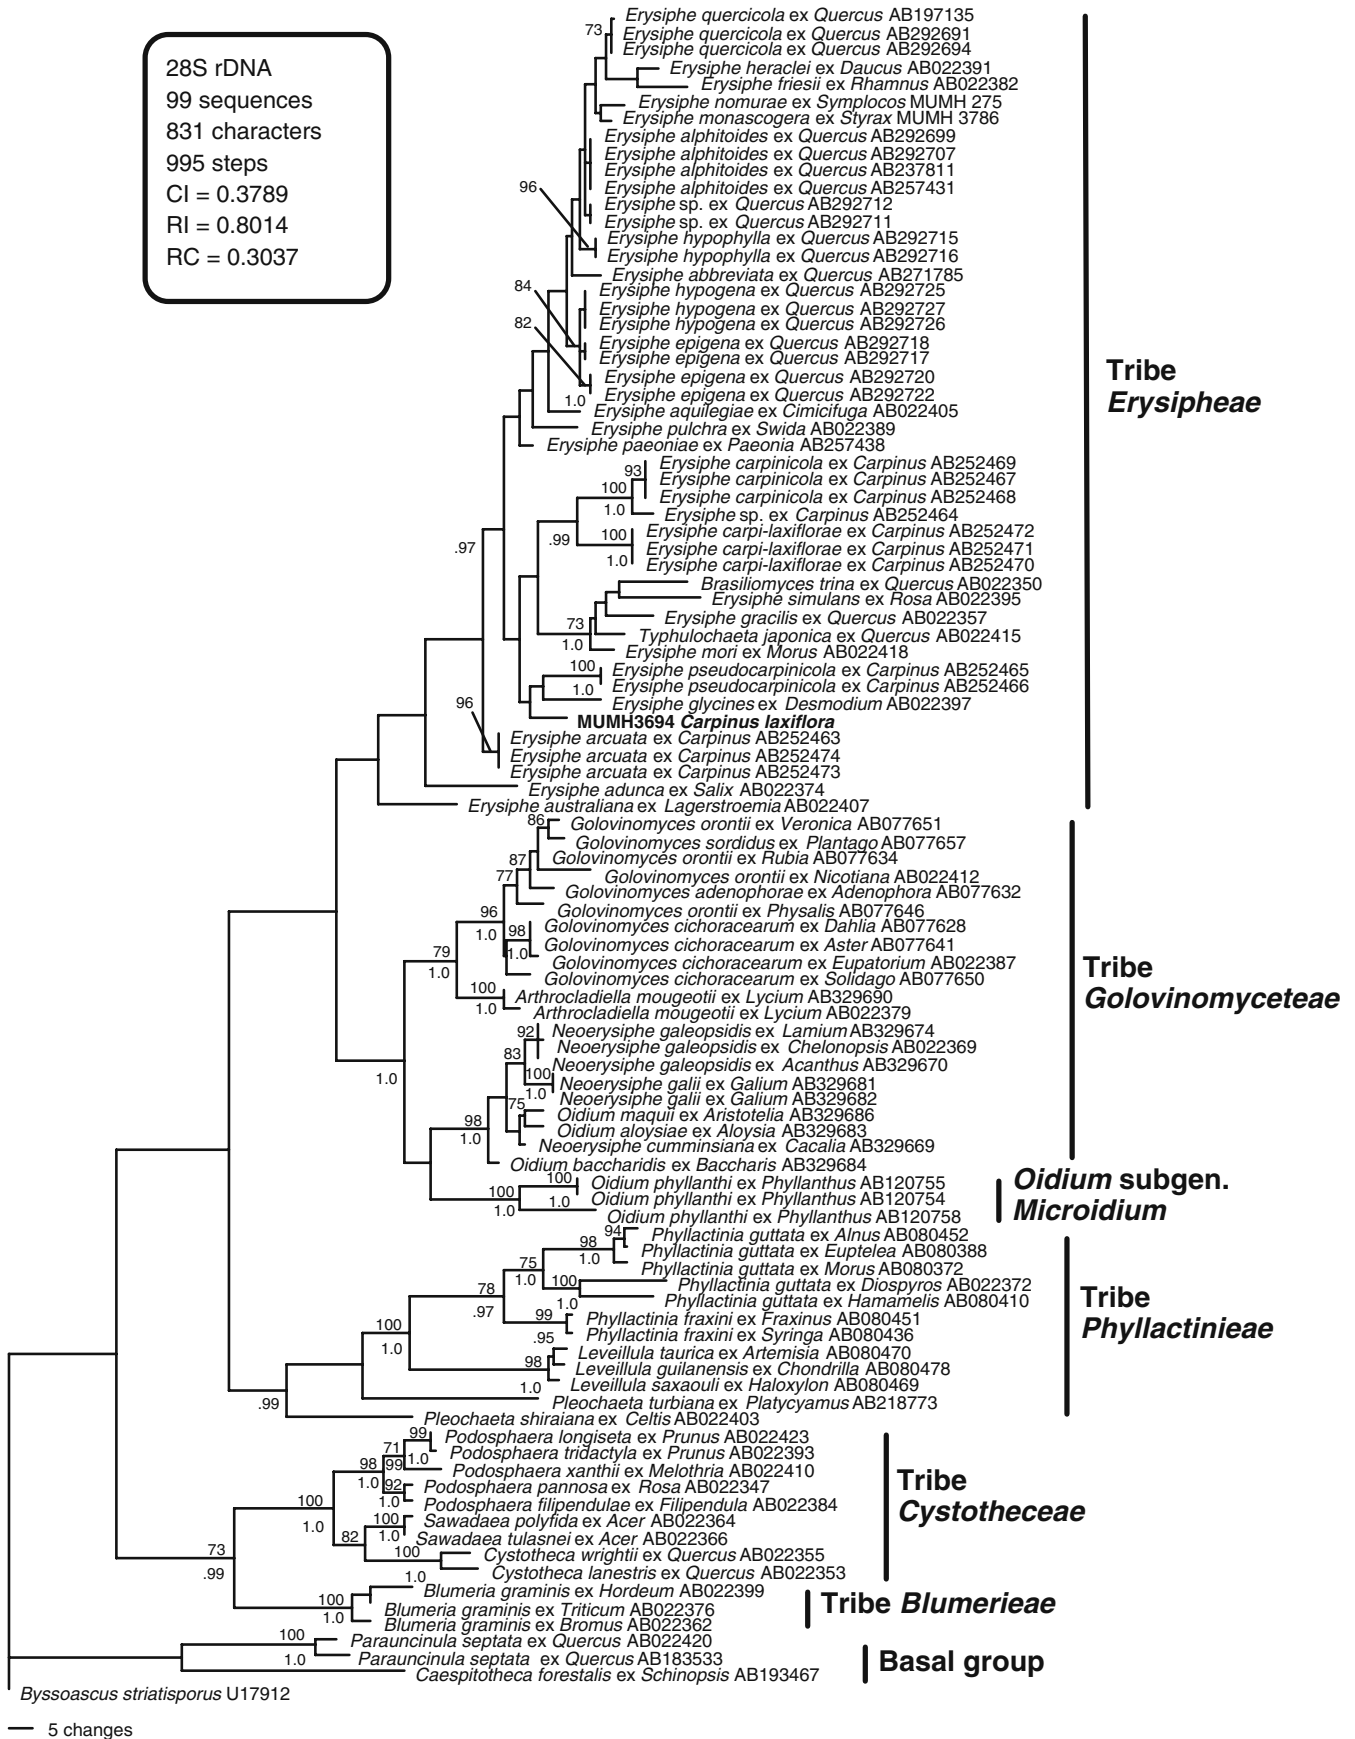 28S rDNA
99 sequences
831 characters
995 steps
CI = 0.3789
RI = 0.8014
RC = 0.3037
73
Erysiphe quercicola ex Quercus AB197135
Erysiphe quercicola ex Quercus AB292691
Erysiphe quercicola ex Quercus AB292694
Erysiphe heraclei ex Daucus AB022391
Erysiphe friesii ex Rhamnus AB022382
Erysiphe nomurae ex Symplocos MUMH 275
Erysiphe monascogera ex Styrax MUMH 3786
Erysiphe alphitoides ex Quercus AB292699
Erysiphe alphitoides ex Quercus AB292707
Erysiphe alphitoides ex Quercus AB237811
Erysiphe alphitoides ex Quercus AB257431
96
Erysiphe sp. ex Quercus AB292712
Erysiphe sp. ex Quercus AB292711
Erysiphe hypophylla ex Quercus AB292715
Erysiphe hypophylla ex Quercus AB292716
Erysiphe abbreviata ex Quercus AB271785
84
Erysiphe hypogena ex Quercus AB292725
Erysiphe hypogena ex Quercus AB292727
Erysiphe hypogena ex Quercus AB292726
82
Erysiphe epigena ex Quercus AB292718
Erysiphe epigena ex Quercus AB292717
Erysiphe epigena ex Quercus AB292720
Erysiphe epigena ex Quercus AB292722
1.0
Erysiphe aquilegiae ex Cimicifuga AB022405
Erysiphe pulchra ex Swida AB022389
Erysiphe paeoniae ex Paeonia AB257438
Tribe
Erysipheae
93
Erysiphe carpinicola ex Carpinus AB252469
Erysiphe carpinicola ex Carpinus AB252467
Erysiphe carpinicola ex Carpinus AB252468
100
1.0
Erysiphe sp. ex Carpinus AB252464
.97
.99
100
1.0
Erysiphe carpi-laxiflorae ex Carpinus AB252472
Erysiphe carpi-laxiflorae ex Carpinus AB252471
Erysiphe carpi-laxiflorae ex Carpinus AB252470
Brasiliomyces trina ex Quercus AB022350
Erysiphe simulans ex Rosa AB022395
Erysiphe gracilis ex Quercus AB022357
73
1.0
Typhulochaeta japonica ex Quercus AB022415
Erysiphe mori ex Morus AB022418
100
1.0
Erysiphe pseudocarpinicola ex Carpinus AB252465
Erysiphe pseudocarpinicola ex Carpinus AB252466
Erysiphe glycines ex Desmodium AB022397
96
MUMH3694 Carpinus laxiflora
Erysiphe arcuata ex Carpinus AB252463
Erysiphe arcuata ex Carpinus AB252474
Erysiphe arcuata ex Carpinus AB252473
Erysiphe adunca ex Salix AB022374
Erysiphe australiana ex Lagerstroemia AB022407
86
Golovinomyces orontii ex Veronica AB077651
Golovinomyces sordidus ex Plantago AB077657
87
Golovinomyces orontii ex Rubia AB077634
77
Golovinomyces orontii ex Nicotiana AB022412
Golovinomyces adenophorae ex Adenophora AB077632
96
1.0
Golovinomyces orontii ex Physalis AB077646
98
1.0
Golovinomyces cichoracearum ex Dahlia AB077628
Golovinomyces cichoracearum ex Aster AB077641
Golovinomyces cichoracearum ex Eupatorium AB022387
Golovinomyces cichoracearum ex Solidago AB077650
79
1.0
100
1.0
Arthrocladiella mougeotii ex Lycium AB329690
Arthrocladiella mougeotii ex Lycium AB022379
Tribe
Golovinomyceteae
92
Neoerysiphe galeopsidis ex Lamium AB329674
Neoerysiphe galeopsidis ex Chelonopsis AB022369
83
Neoerysiphe galeopsidis ex Acanthus AB329670
1.0
100
1.0
Neoerysiphe galii ex Galium AB329681
Neoerysiphe galii ex Galium AB329682
75
Oidium maquii ex Aristotelia AB329686
98
1.0
Oidium aloysiae ex Aloysia AB329683
Neoerysiphe cumminsiana ex Cacalia AB329669
Oidium baccharidis ex Baccharis AB329684
100
1.0
100
1.0
Oidium phyllanthi ex Phyllanthus AB120755
Oidium phyllanthi ex Phyllanthus AB120754
Oidium phyllanthi ex Phyllanthus AB120758
Oidium subgen.
Microidium
94
Phyllactinia guttata ex Alnus AB080452
98
1.0
Phyllactinia guttata ex Euptelea AB080388
Phyllactinia guttata ex Morus AB080372
75
1.0
100
1.0
Phyllactinia guttata ex Diospyros AB022372
Phyllactinia guttata ex Hamamelis AB080410
78
.97
99
.95
Phyllactinia fraxini ex Fraxinus AB080451
Phyllactinia fraxini ex Syringa AB080436
100
1.0
98
1.0
Leveillula taurica ex Artemisia AB080470
Leveillula guilanensis ex Chondrilla AB080478
Leveillula saxaouli ex Haloxylon AB080469
.99
Pleochaeta turbiana ex Platycyamus AB218773
Pleochaeta shiraiana ex Celtis AB022403
Tribe
Phyllactinieae
99
1.0
Podosphaera longiseta ex Prunus AB022423
Podosphaera tridactyla ex Prunus AB022393
71
99
Podosphaera xanthii ex Melothria AB022410
98
1.0
92
1.0
Podosphaera pannosa ex Rosa AB022347
Podosphaera filipendulae ex Filipendula AB022384
100
1.0
100
1.0
Sawadaea polyfida ex Acer AB022364
Sawadaea tulasnei ex Acer AB022366
82
100
1.0
Cystotheca wrightii ex Quercus AB022355
Cystotheca lanestris ex Quercus AB022353
Tribe
Cystotheceae
73
.99
100
1.0
Blumeria graminis ex Hordeum AB022399
Blumeria graminis ex Triticum AB022376
Blumeria graminis ex Bromus AB022362
Tribe Blumerieae
100
1.0
Parauncinula septata ex Quercus AB022420
Parauncinula septata ex Quercus AB183533
Caespitotheca forestalis ex Schinopsis AB193467
Basal group
Byssoascus striatisporus U17912
5 changes